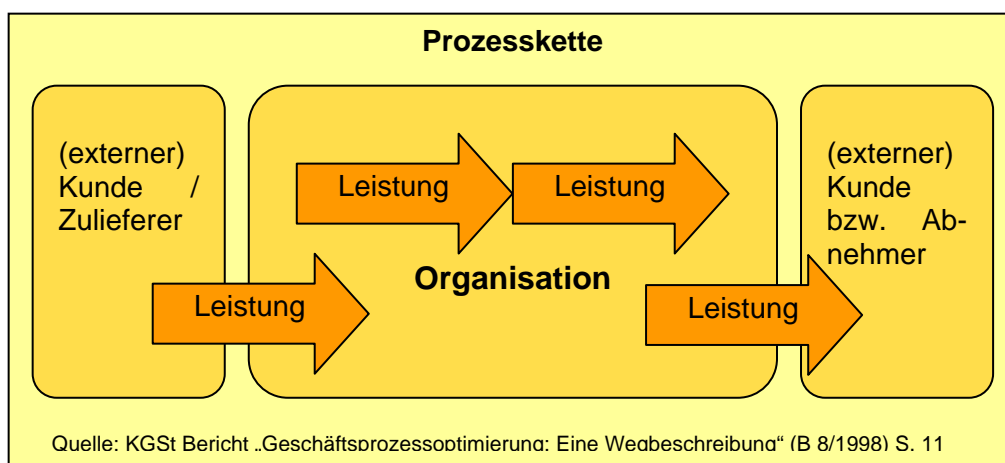 Prozesskette
(externer)
Kunde /
Zulieferer
Leistung
Leistung
Leistung
Organisation
Leistung
(externer)
Kunde
bzw. Ab-
nehmer
Quelle: KGSt Bericht „Geschäftsprozessoptimierung: Eine Wegbeschreibung“ (B 8/1998) S. 11